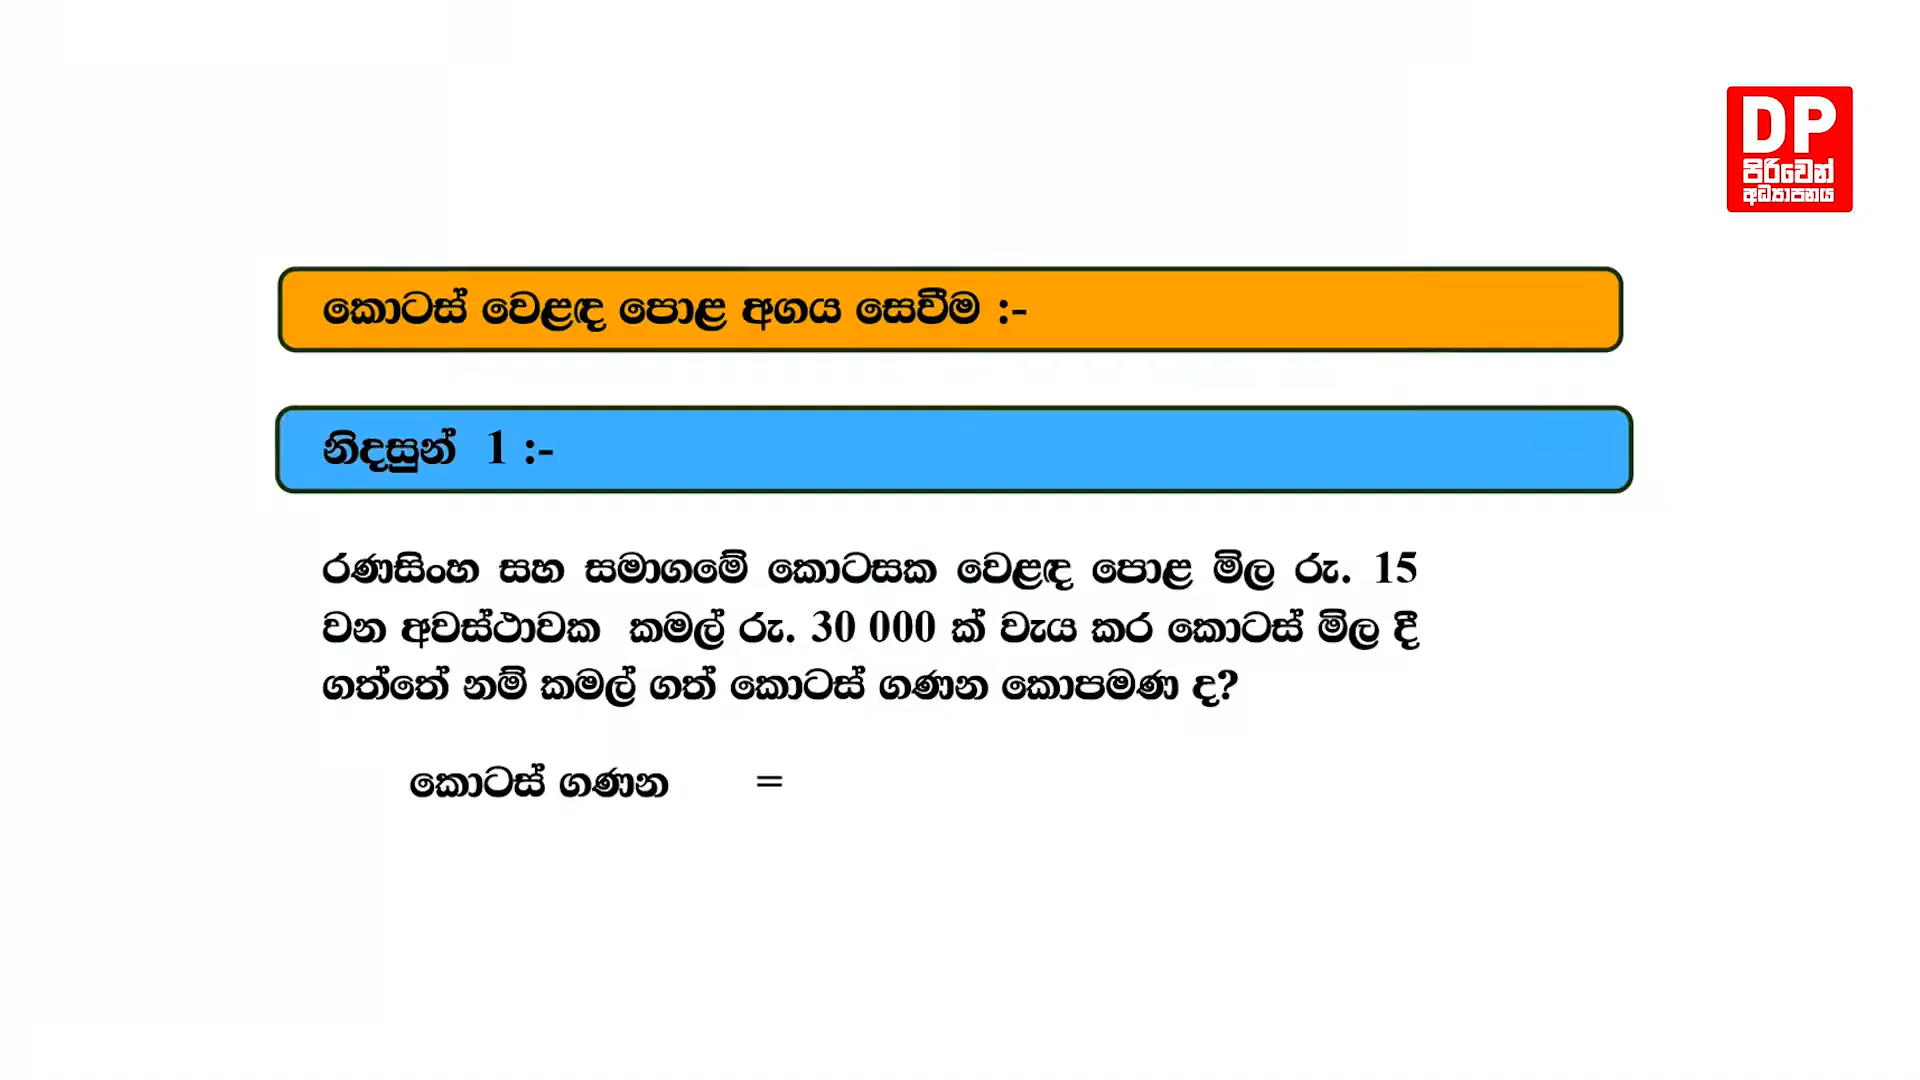 DP
පිරිවෙන්
අධ්‍යාපනය
කොටස් වෙළඳ පොළ අගය සෙවීම :-
නිදසුන් 1 :-
රණසිංහ සහ සමාගමේ කොටසක වෙළඳ පොළ මිල රු. 15
වන අවස්ථාවක කමල් රු. 30 000 ක් වැය කර කොටස් මිල දී
ගත්තේ නම් කමල් ගත් කොටස් ගණන කොපමණ ද?
කොටස් ගණන =